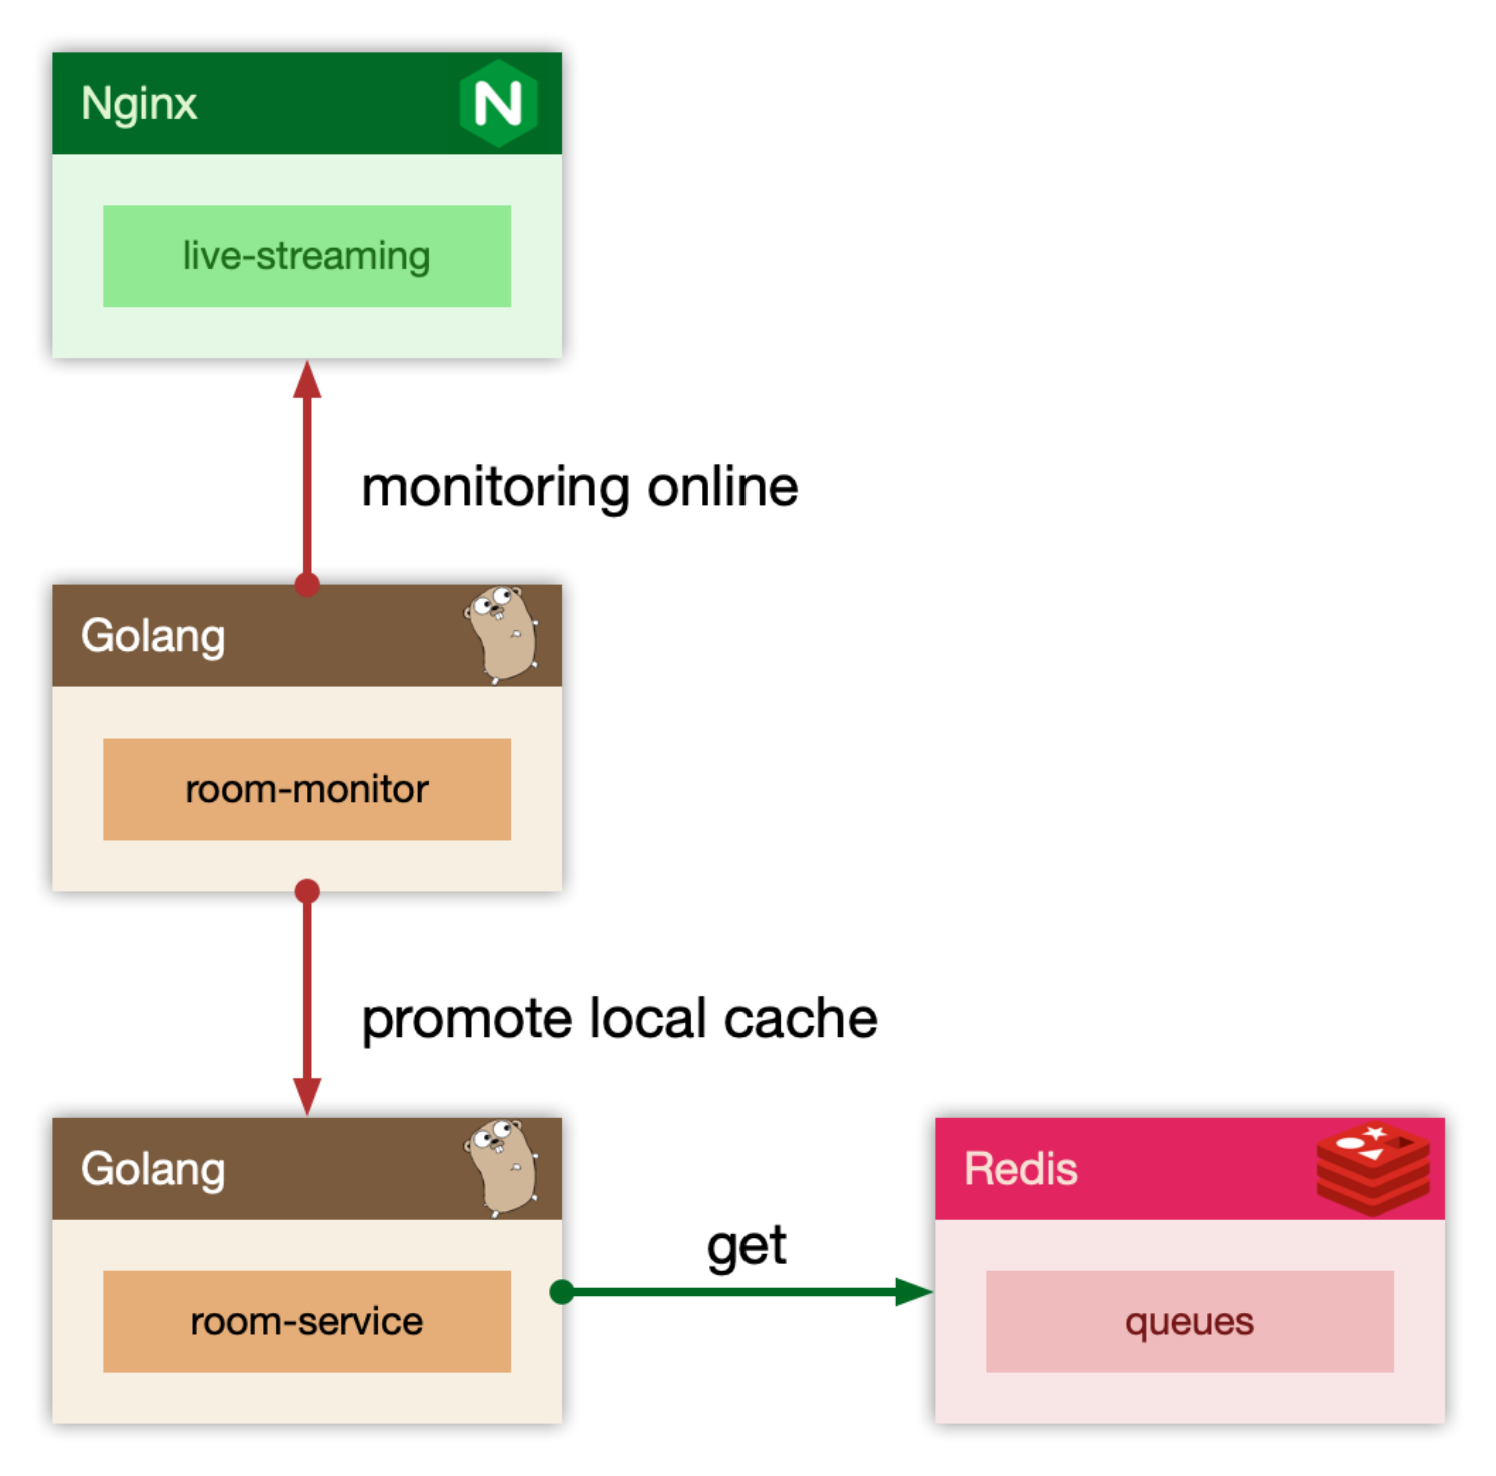 Nginx
N
live-streaming
monitoring online
Golang
room-monitor
promote local cache
Golang
Redis
room-service
get
queues